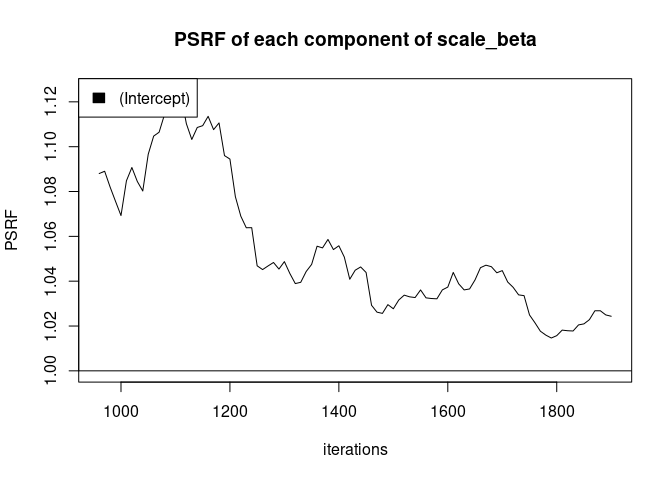 PSRF of each component of scale_beta
(Intercept)
PSRF
1.12
1.10
1.08
1.06
1.04
1.02
1.00
1000 1200 1400 1600 1800
iterations